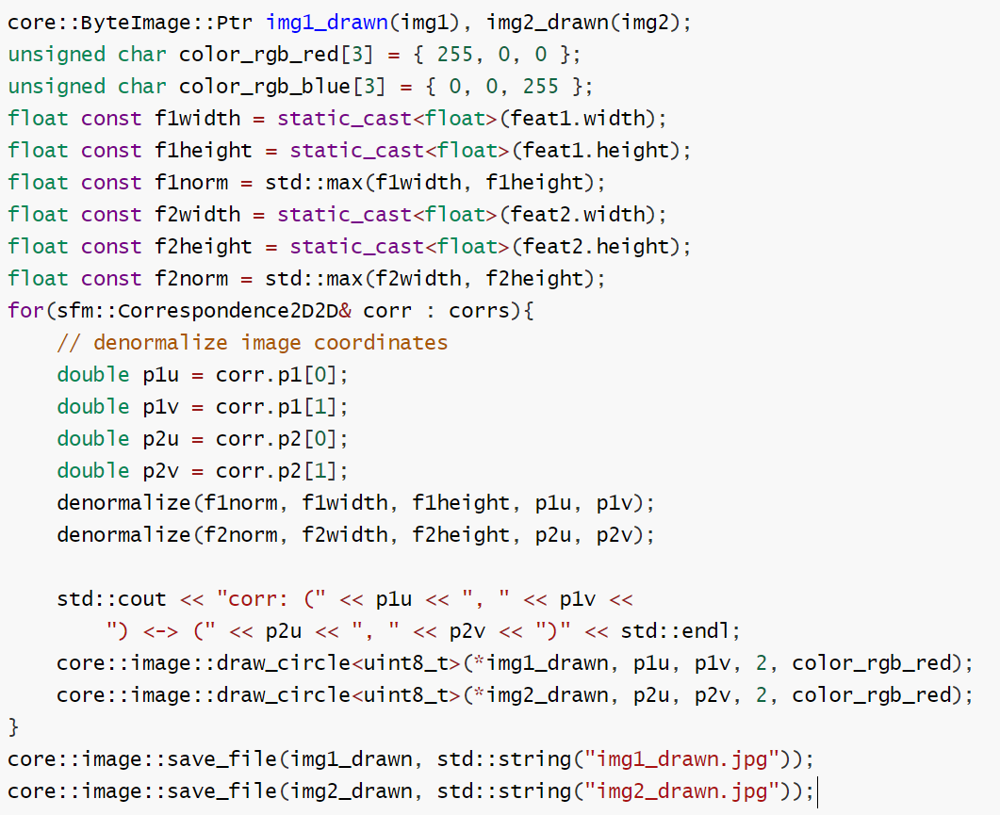 core::ByteImage::Ptr img1_drawn(img1), img2_drawn(img2);
unsigned char color_rgb_red[3] = { 255, 0, 0 };
unsigned char color_rgb_blue[3] = { 0, 0, 255 };
float const f1width = static_cast<float>(feat1.width);
float const f1height = static_cast<float>(feat1.height);
float const f1norm = std::max(f1width, f1height);
float const f2width = static_cast<float>(feat2.width);
float const f2height = static_cast<float>(feat2.height);
float const f2norm = std::max(f2width, f2height);
for(sfm::Correspondence2D2D& corr : corrs){
    // denormalize image coordinates
    double p1u = corr.p1[0];
    double p1v = corr.p1[1];
    double p2u = corr.p2[0];
    double p2v = corr.p2[1];
    denormalize(f1norm, f1width, f1height, p1u, p1v);
    denormalize(f2norm, f2width, f2height, p2u, p2v);

    std::cout << "corr: (" << p1u << ", " << p1v <<
        ") <-> (" << p2u << ", " << p2v << ")" << std::endl;
    core::image::draw_circle<uint8_t>(*img1_drawn, p1u, p1v, 2, color_rgb_red);
    core::image::draw_circle<uint8_t>(*img2_drawn, p2u, p2v, 2, color_rgb_red);
}
core::image::save_file(img1_drawn, std::string("img1_drawn.jpg"));
core::image::save_file(img2_drawn, std::string("img2_drawn.jpg"));